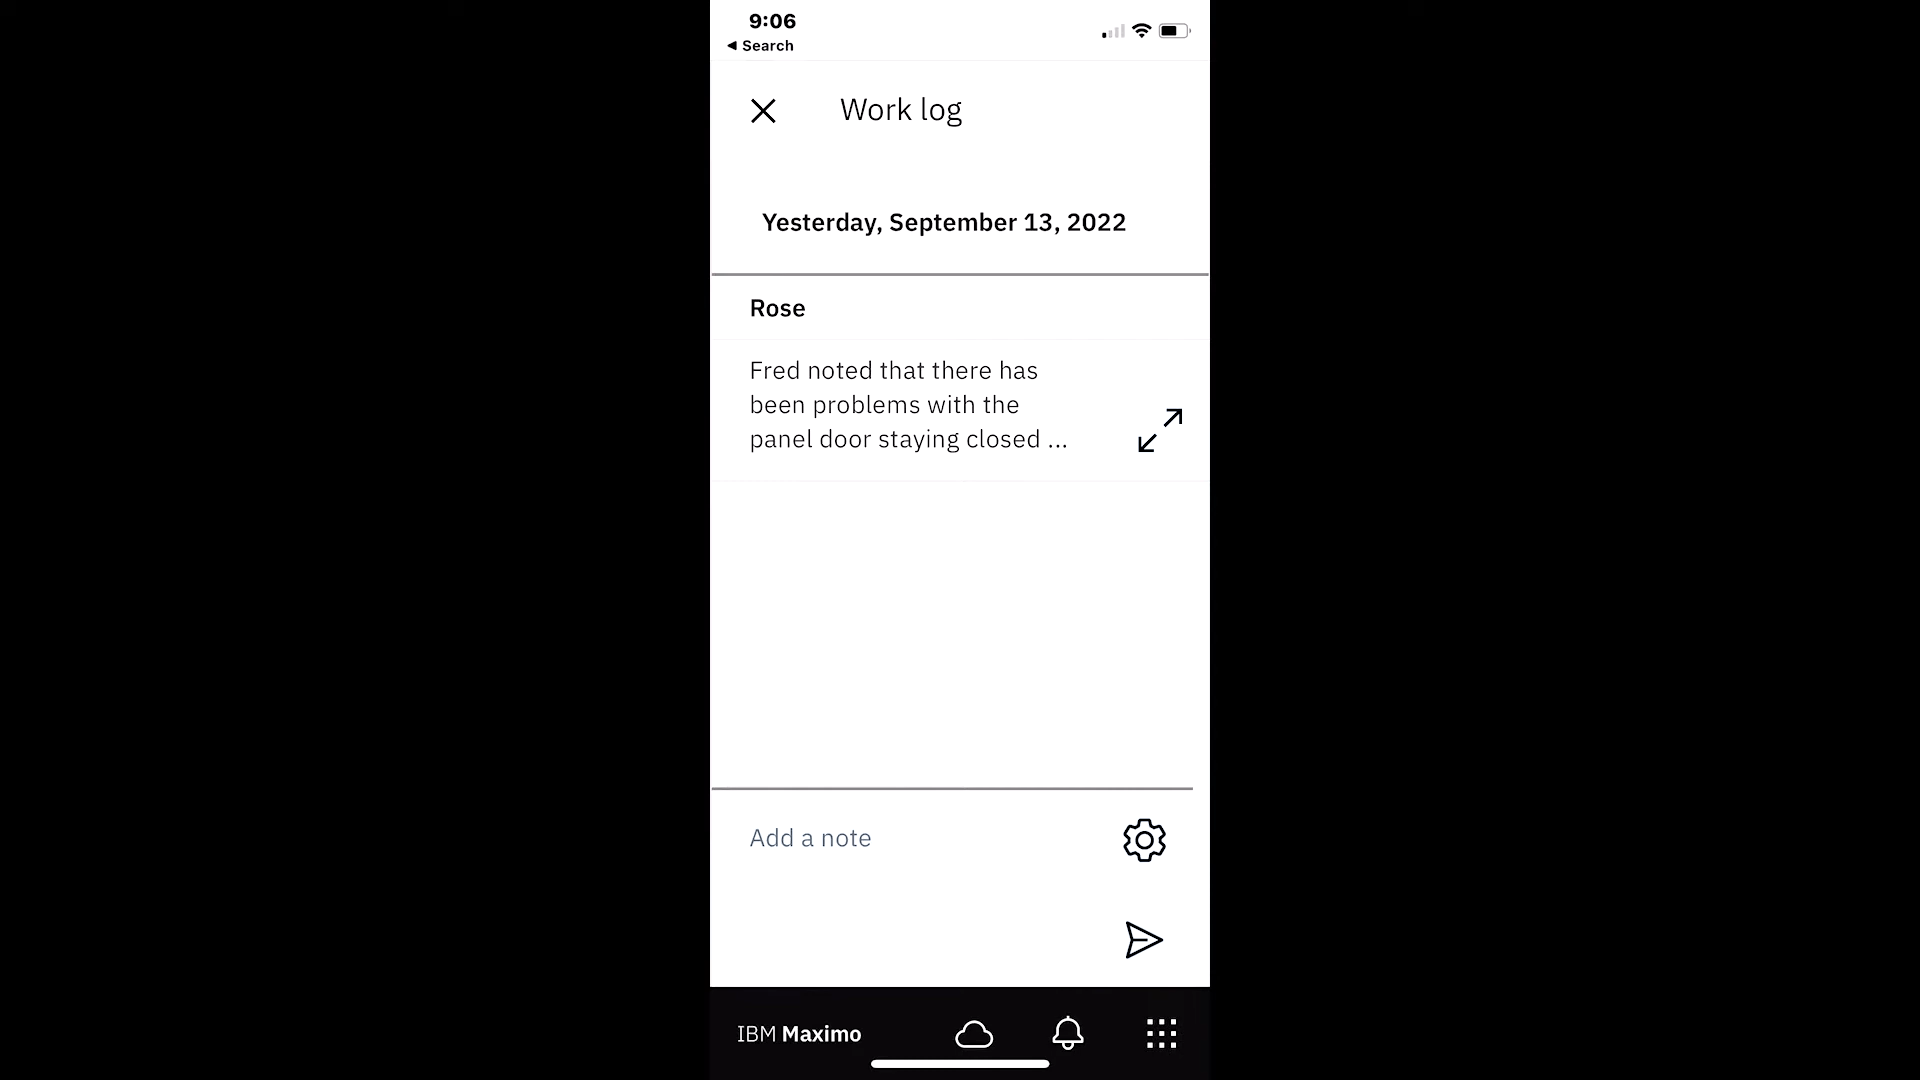 9:06
◀ Search
Work log
Yesterday, September 13, 2022
Rose
Fred noted that there has
been problems with the
panel door staying closed ...
Add a note
IBM Maximo